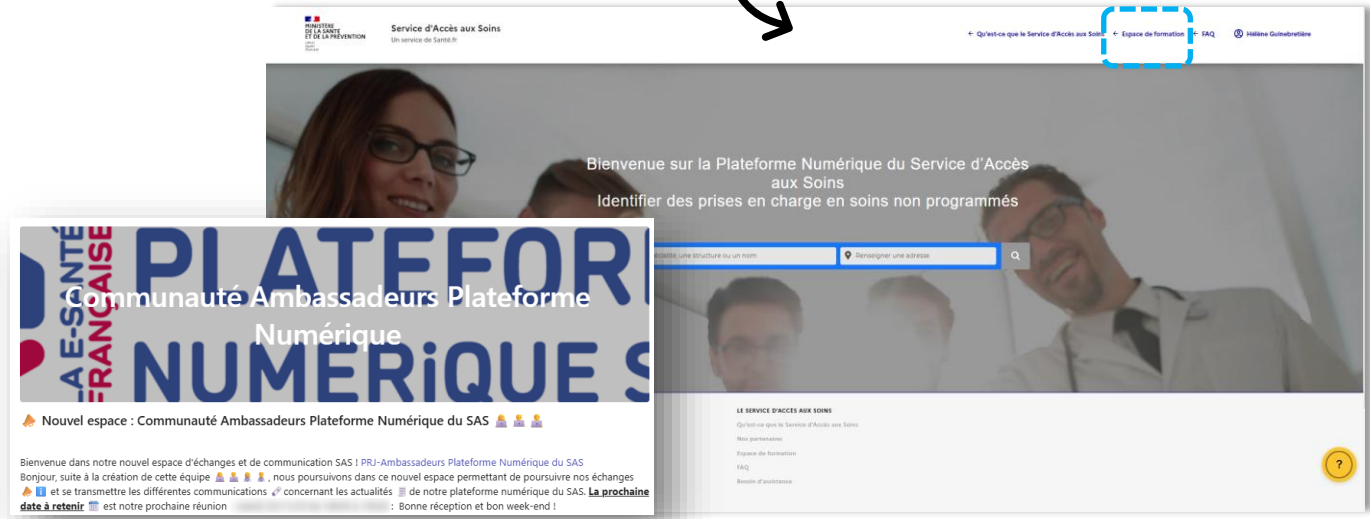 MINISTÈRE
DE LA SANTÉ
ET DE LA PRÉVENTION
Service d'Accès aux Soins
Un service de Santé.fr
← Qu'est-ce que le Service d'Accès aux Soins
← Espace de formation
← FAQ
Hélène Guinebretière
Bienvenue sur la Plateforme Numérique du Service d'Accès
aux Soins
Identifier des prises en charge en soins non programmés
une structure ou un nom
Renseigner une adresse
LA E-SANTÉ
FRANÇAISE
PLATEFOR
NUMERiQUE S
Communauté Ambassadeurs Plateforme
Numérique
📣 Nouvel espace : Communauté Ambassadeurs Plateforme Numérique du SAS
Bienvenue dans notre nouvel espace d'échanges et de communication SAS ! PRJ-Ambassadeurs Plateforme Numérique du SAS
Bonjour, suite à la création de cette équipe , nous poursuivons dans ce nouvel espace permettant de poursuivre nos échanges
et se transmettre les différentes communications concernant les actualités de notre plateforme numérique du SAS. La prochaine
date à retenir est notre prochaine réunion : Bonne réception et bon week-end !
LE SERVICE D'ACCÈS AUX SOINS
Qu'est-ce que le Service d'Accès aux Soins
Nos partenaires
Espace de formation
FAQ
Besoin d'assistance
?